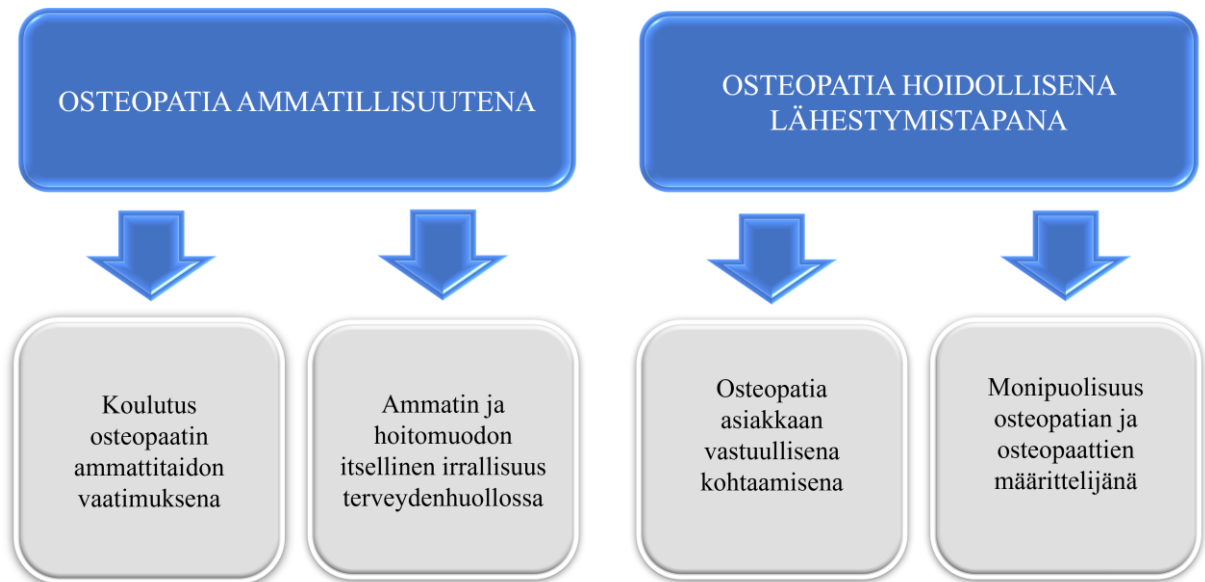 OSTEOPATIA AMMATILLISUUTENA
OSTEOPATIA HOIDOLLISENA
LÄHESTYMISTAPANA
Koulutus
osteopaatin
ammattitaidon
vaatimuksena
Ammatin ja
hoitomuodon
itsellinen irrallisuus
terveydenhuollossa
Osteopatia
asiakkaan
vastuullisena
kohtaamisena
Monipuolisuus
osteopatian ja
osteopaattien
määrittelijänä